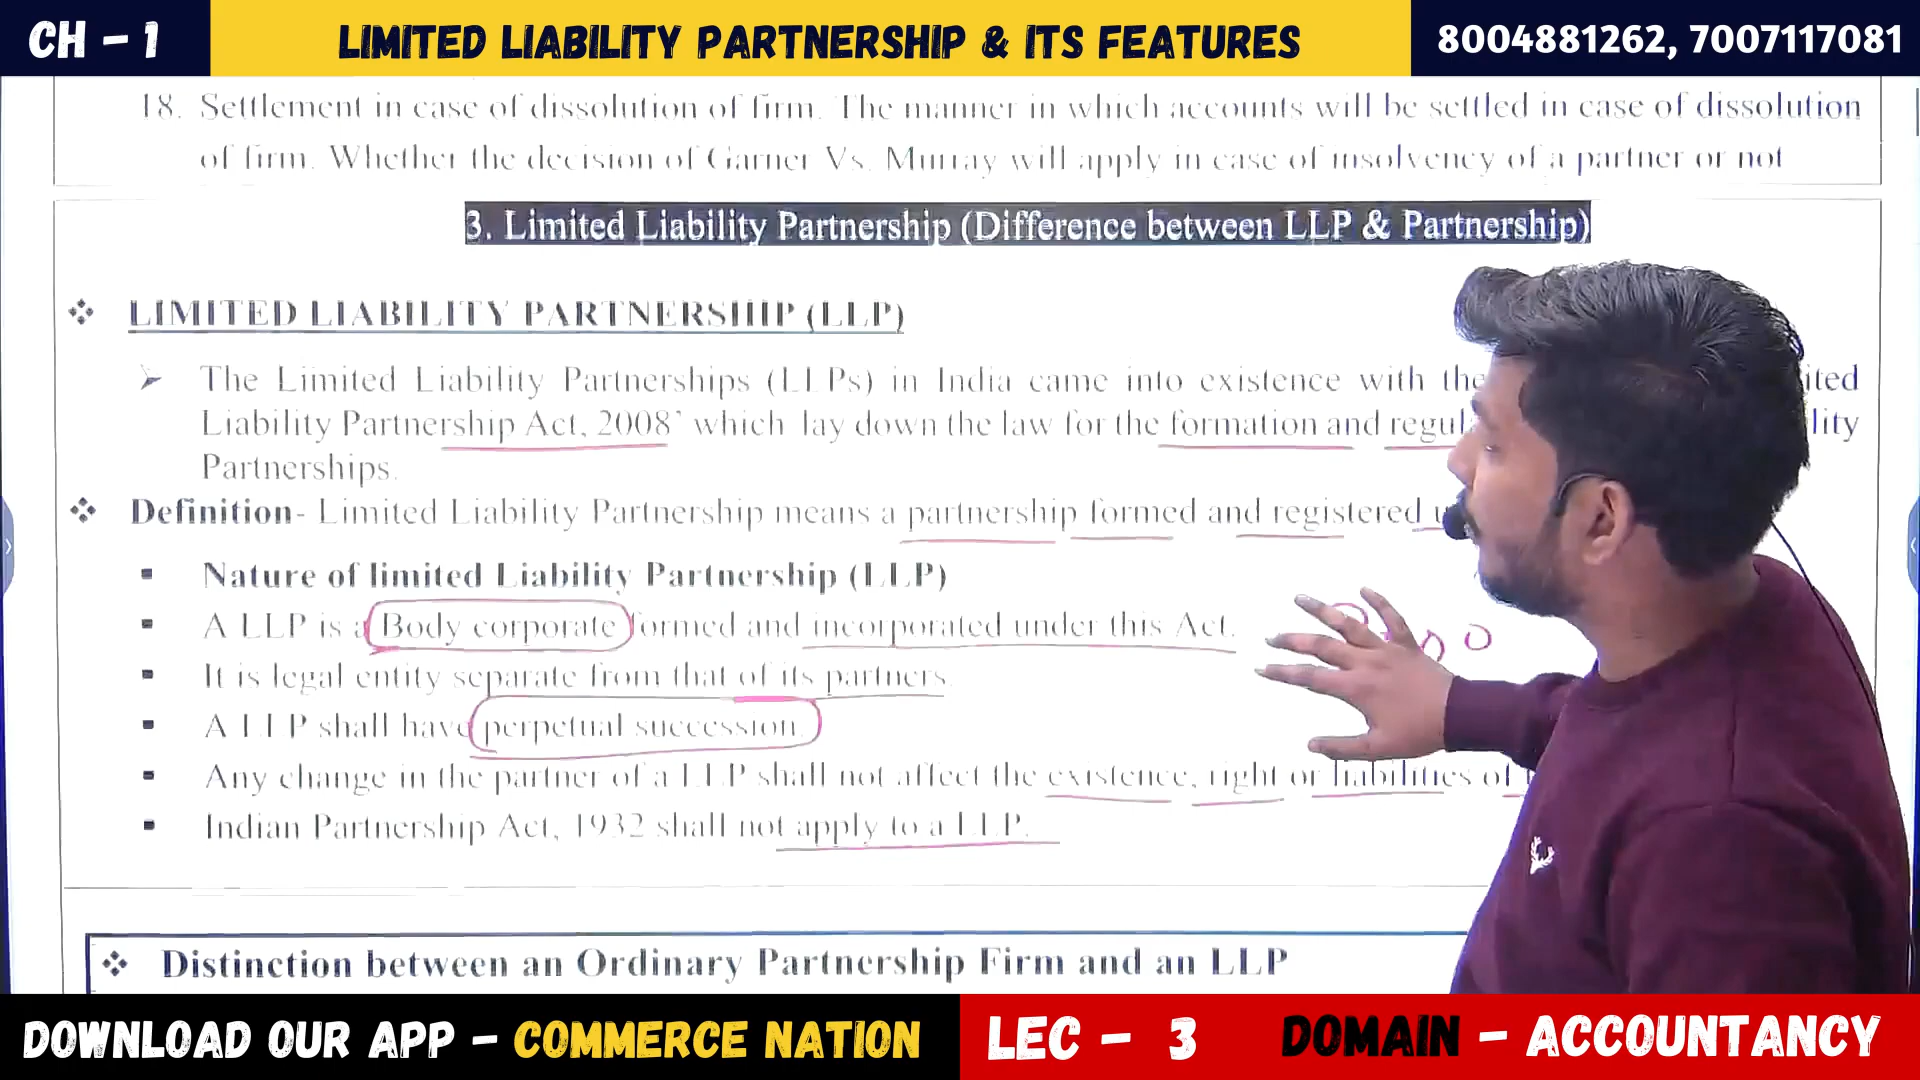 CH - 1
LIMITED LIABILITY PARTNERSHIP & ITS FEATURES
8004881262, 7007117081
18. Settlement in case of dissolution of firm. The manner in which accounts will be settled in case of dissolution
of firm. Whether the decision of Garner Vs. Murray will apply in case of insolvency of a partner or not
3. Limited Liability Partnership (Difference between LLP & Partnership)
❖ LIMITED LIABILITY PARTNERSHIP (LLP)
➢ The Limited Liability Partnerships (LLPs) in India came into existence with the
Liability Partnership Act, 2008' which lay down the law for the formation and
Partnerships.
❖ Definition- Limited Liability Partnership means a partnership formed and registered
▪ Nature of limited Liability Partnership (LLP)
▪ A LLP is a Body corporate formed and incorporated under this Act.
▪ It is legal entity separate from that of its partners
▪ A LLP shall have perpetual succession.
▪ Any change in the partner of a LLP shall not affect the existence, right or liabilities of
▪ Indian Partnership Act, 1932 shall not apply to a LLP.
❖ Distinction between an Ordinary Partnership Firm and an LLP
DOWNLOAD OUR APP - COMMERCE NATION
LEC - 3
DOMAIN - ACCOUNTANCY